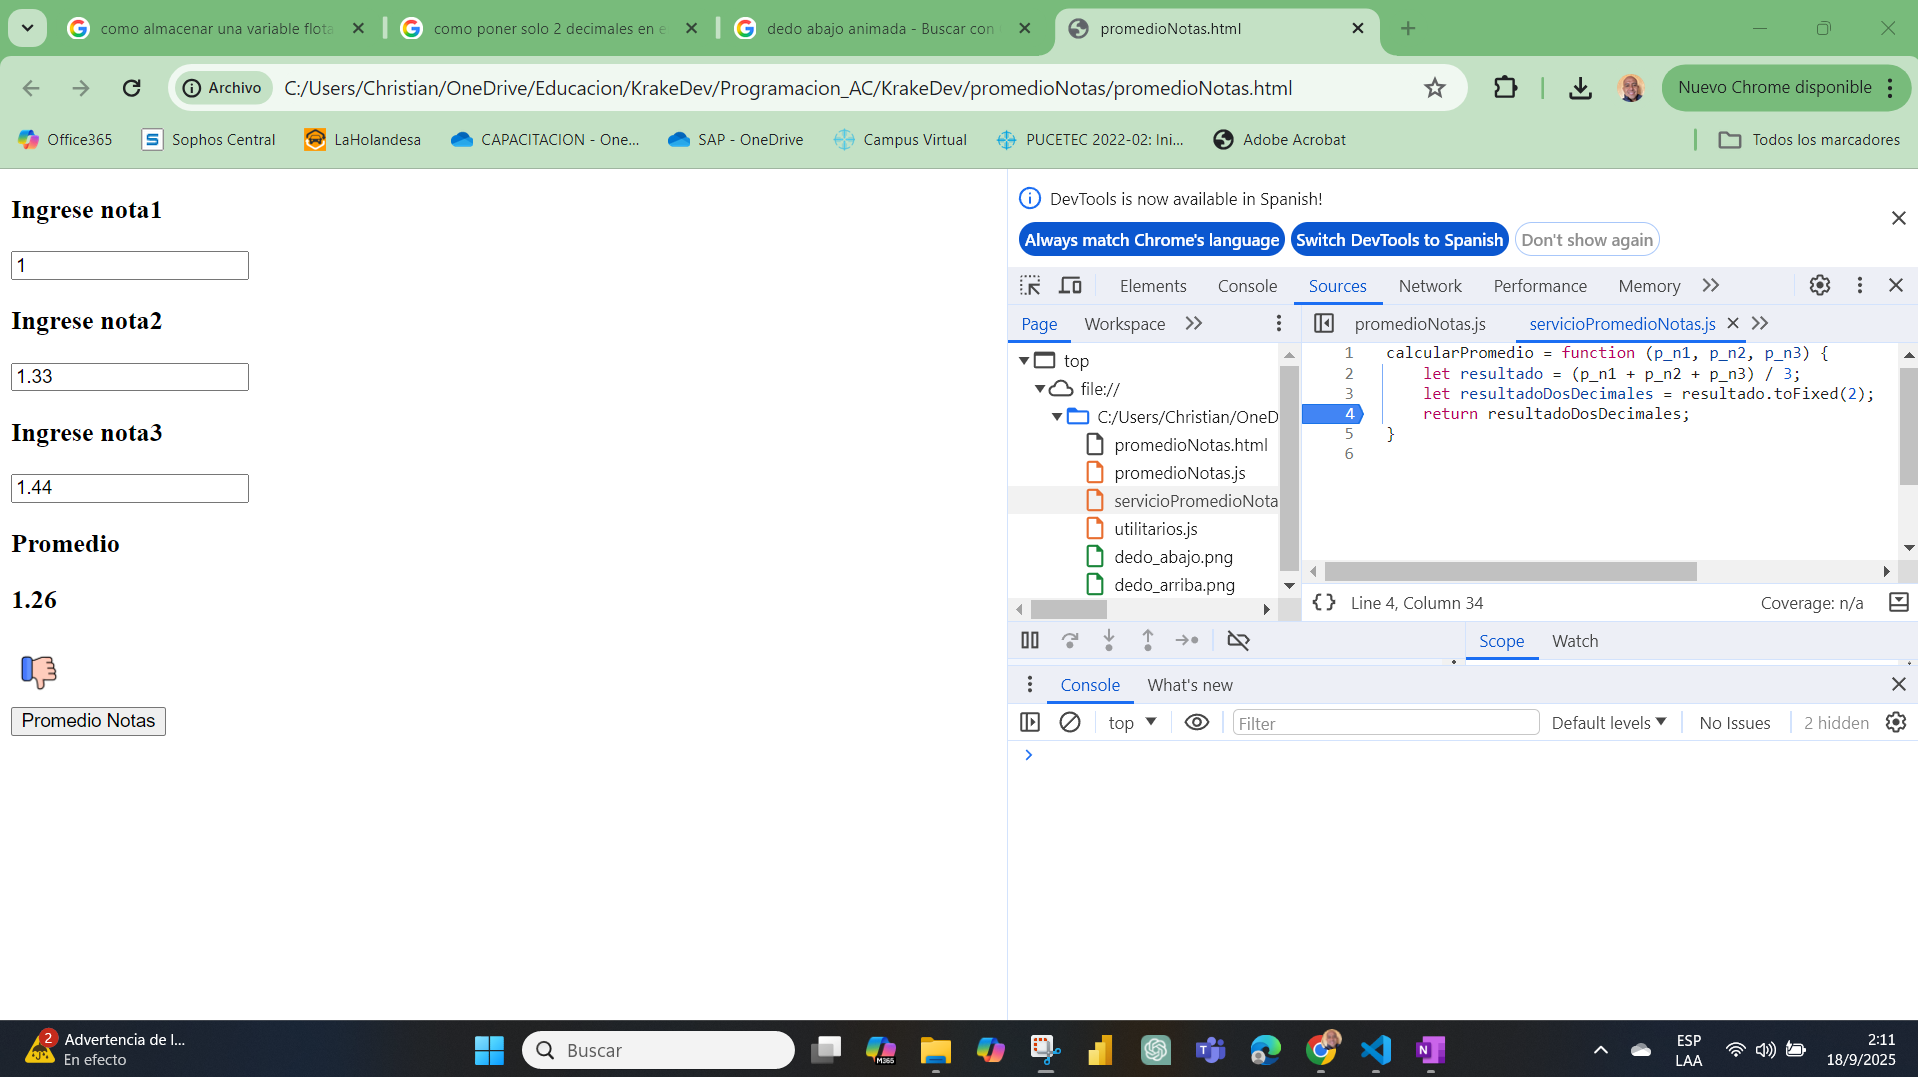 como almacenar una variable flota
como poner solo 2 decimales en e
dedo abajo animada - Buscar con
promedioNotas.html
Archivo
C:/Users/Christian/OneDrive/Educacion/KrakeDev/Programacion_AC/KrakeDev/promedioNotas/promedioNotas.html
Nuevo Chrome disponible
Office365
Sophos Central
LaHolandesa
CAPACITACION - One...
SAP - OneDrive
Campus Virtual
PUCETEC 2022-02: Ini...
Adobe Acrobat
Todos los marcadores
Ingrese nota1
1
Ingrese nota2
1.33
Ingrese nota3
1.44
Promedio
1.26
Promedio Notas
DevTools is now available in Spanish!
Always match Chrome's language
Switch DevTools to Spanish
Don't show again
Elements
Console
Sources
Network
Performance
Memory
Page
Workspace
promedioNotas.js
servicioPromedioNotas.js
top
file://
C:/Users/Christian/OneD
promedioNotas.html
promedioNotas.js
servicioPromedioNota
utilitarios.js
dedo_abajo.png
dedo_arriba.png
1 calcularPromedio = function (p_n1, p_n2, p_n3) {
2 let resultado = (p_n1 + p_n2 + p_n3) / 3;
3 let resultadoDosDecimales = resultado.toFixed(2);
4 return resultadoDosDecimales;
5 }
6
{ } Line 4, Column 34
Coverage: n/a
Scope
Watch
Console
What's new
top
Filter
Default levels
No Issues
2 hidden
2
Advertencia de l...
En efecto
Buscar
M365
ESP
LAA
2:11
18/9/2025